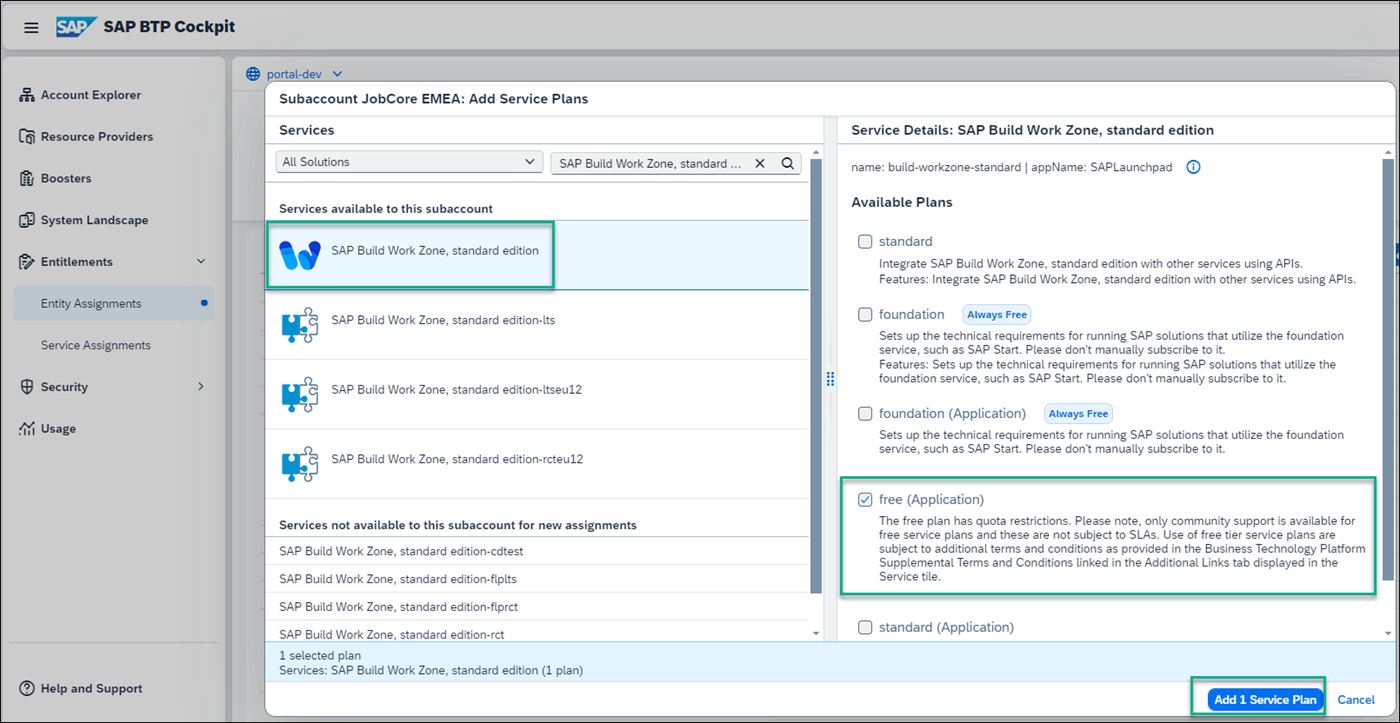 SAP SAP BTP Cockpit
Account Explorer
Resource Providers
Boosters
System Landscape
Entitlements
Entity Assignments
Service Assignments
Security
Usage
Help and Support
portal-dev
Subaccount JobCore EMEA: Add Service Plans
Services
All Solutions
SAP Build Work Zone, standard ...
Services available to this subaccount
SAP Build Work Zone, standard edition
SAP Build Work Zone, standard edition-lts
SAP Build Work Zone, standard edition-ltseu12
SAP Build Work Zone, standard edition-rcteu12
Services not available to this subaccount for new assignments
SAP Build Work Zone, standard edition-cdtest
SAP Build Work Zone, standard edition-flplts
SAP Build Work Zone, standard edition-flprct
SAP Build Work Zone, standard edition-rct
Service Details: SAP Build Work Zone, standard edition
name: build-workzone-standard | appName: SAPLaunchpad
Available Plans
standard
Integrate SAP Build Work Zone, standard edition with other services using APIs.
Features: Integrate SAP Build Work Zone, standard edition with other services using APIs.
foundation Always Free
Sets up the technical requirements for running SAP solutions that utilize the foundation
service, such as SAP Start. Please don't manually subscribe to it.
Features: Sets up the technical requirements for running SAP solutions that utilize the
foundation service, such as SAP Start. Please don't manually subscribe to it.
foundation (Application) Always Free
Sets up the technical requirements for running SAP solutions that utilize the foundation
service, such as SAP Start. Please don't manually subscribe to it.
free (Application)
The free plan has quota restrictions. Please note, only community support is available for
free service plans and these are not subject to SLAs. Use of free tier service plans are
subject to additional terms and conditions as provided in the Business Technology Platform
Supplemental Terms and Conditions linked in the Additional Links tab displayed in the
Service tile.
standard (Application)
1 selected plan
Services: SAP Build Work Zone, standard edition (1 plan)
Add 1 Service Plan
Cancel